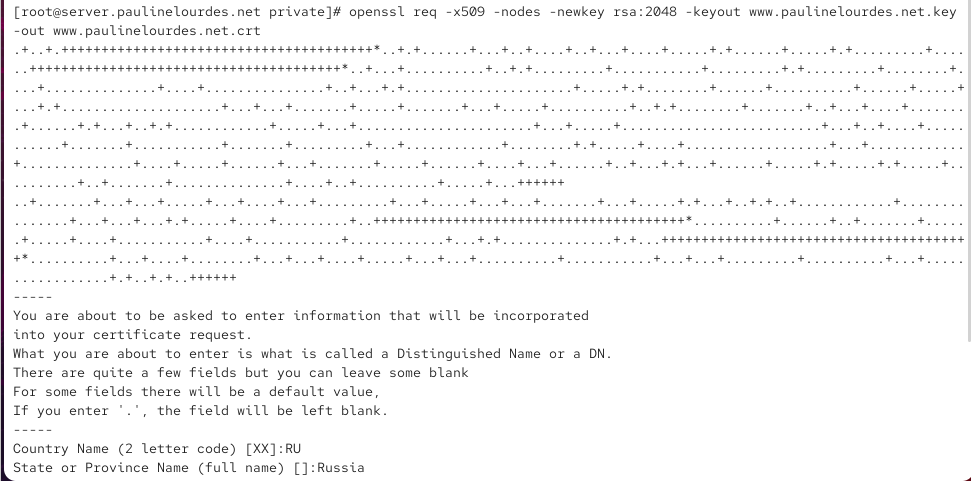 [root@server.paulinelourdes.net private]# openssl req -x509 -nodes -newkey rsa:2048 -keyout www.paulinelourdes.net.key
-out www.paulinelourdes.net.crt
-----
You are about to be asked to enter information that will be incorporated
into your certificate request.
What you are about to enter is what is called a Distinguished Name or a DN.
There are quite a few fields but you can leave some blank
For some fields there will be a default value,
If you enter '.', the field will be left blank.
-----
Country Name (2 letter code) [XX]:RU
State or Province Name (full name) []:Russia